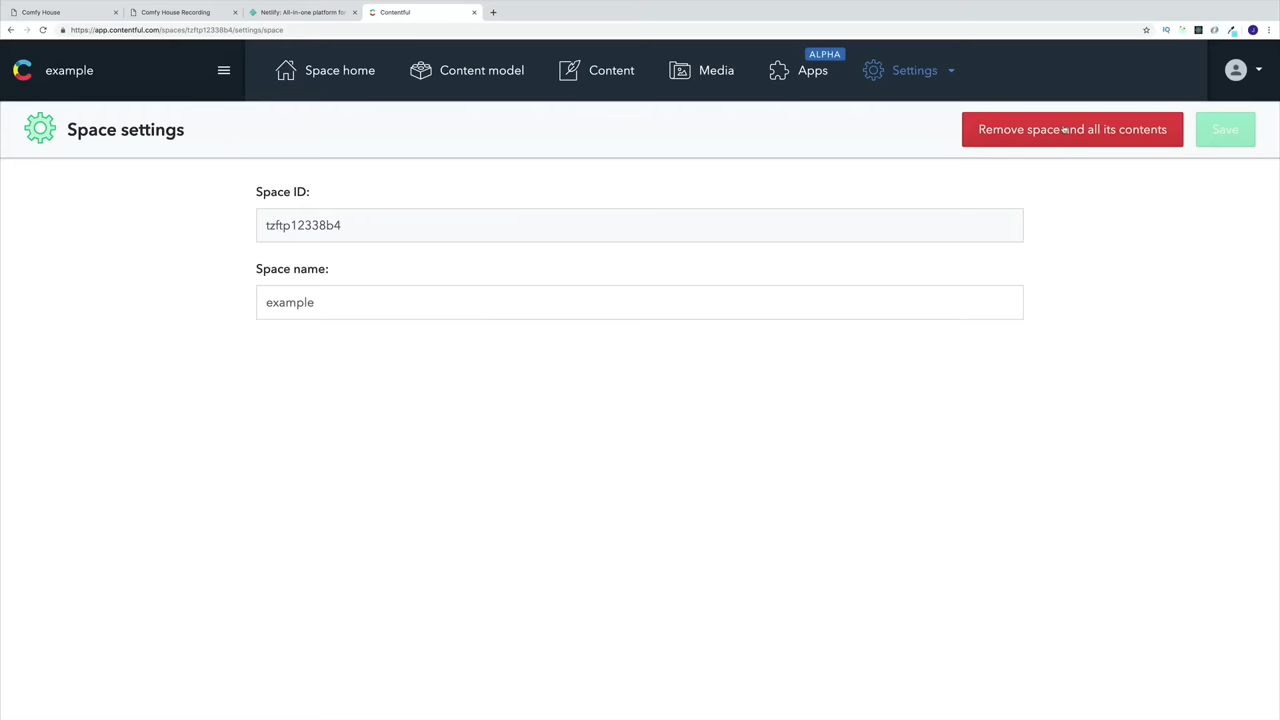 Comfy House
Comfy House Recording
Netlify: All-in-one platform for
Contentful
https://app.contentful.com/spaces/tzftp12338b4/settings/space
example
Space home
Content model
Content
Media
ALPHA
Apps
Settings
Space settings
Remove space and all its contents
Save
Space ID:
tzftp12338b4
Space name:
example